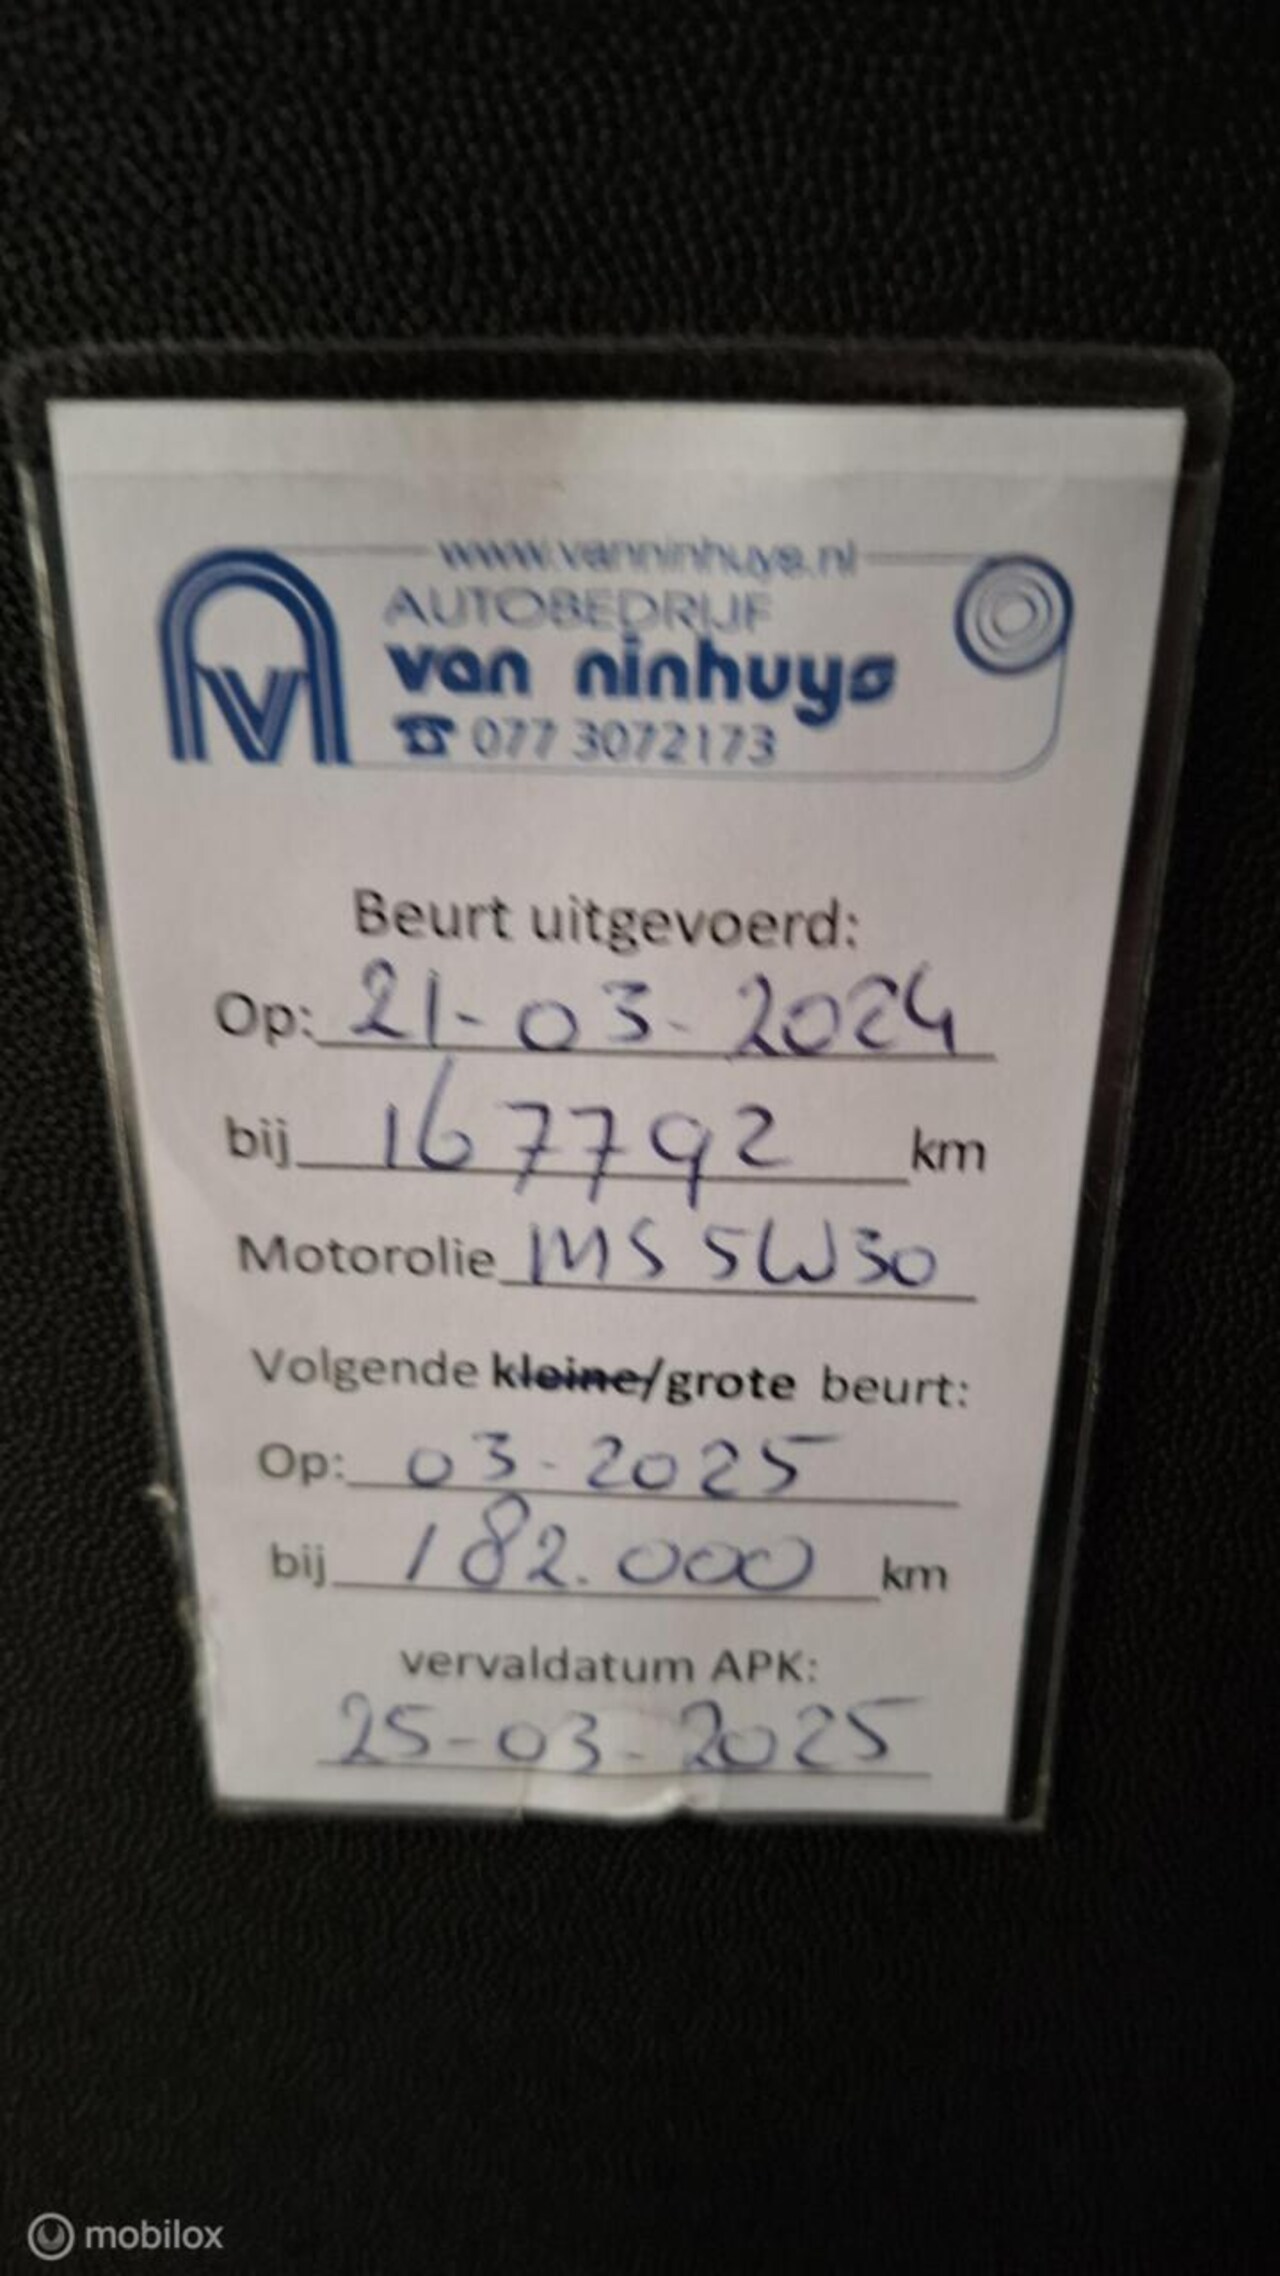 www.vanninhuys.nl
AUTOBEDRIJF
van ninhuys
☎ 077 3072173
Beurt uitgevoerd:
Op: 21-03-2024
bij 167792 km
Motorolie MS 5W30
Volgende kleine/grote beurt:
Op: 03-2025
bij 182.000 km
vervaldatum APK:
25-03-2025
mobilox